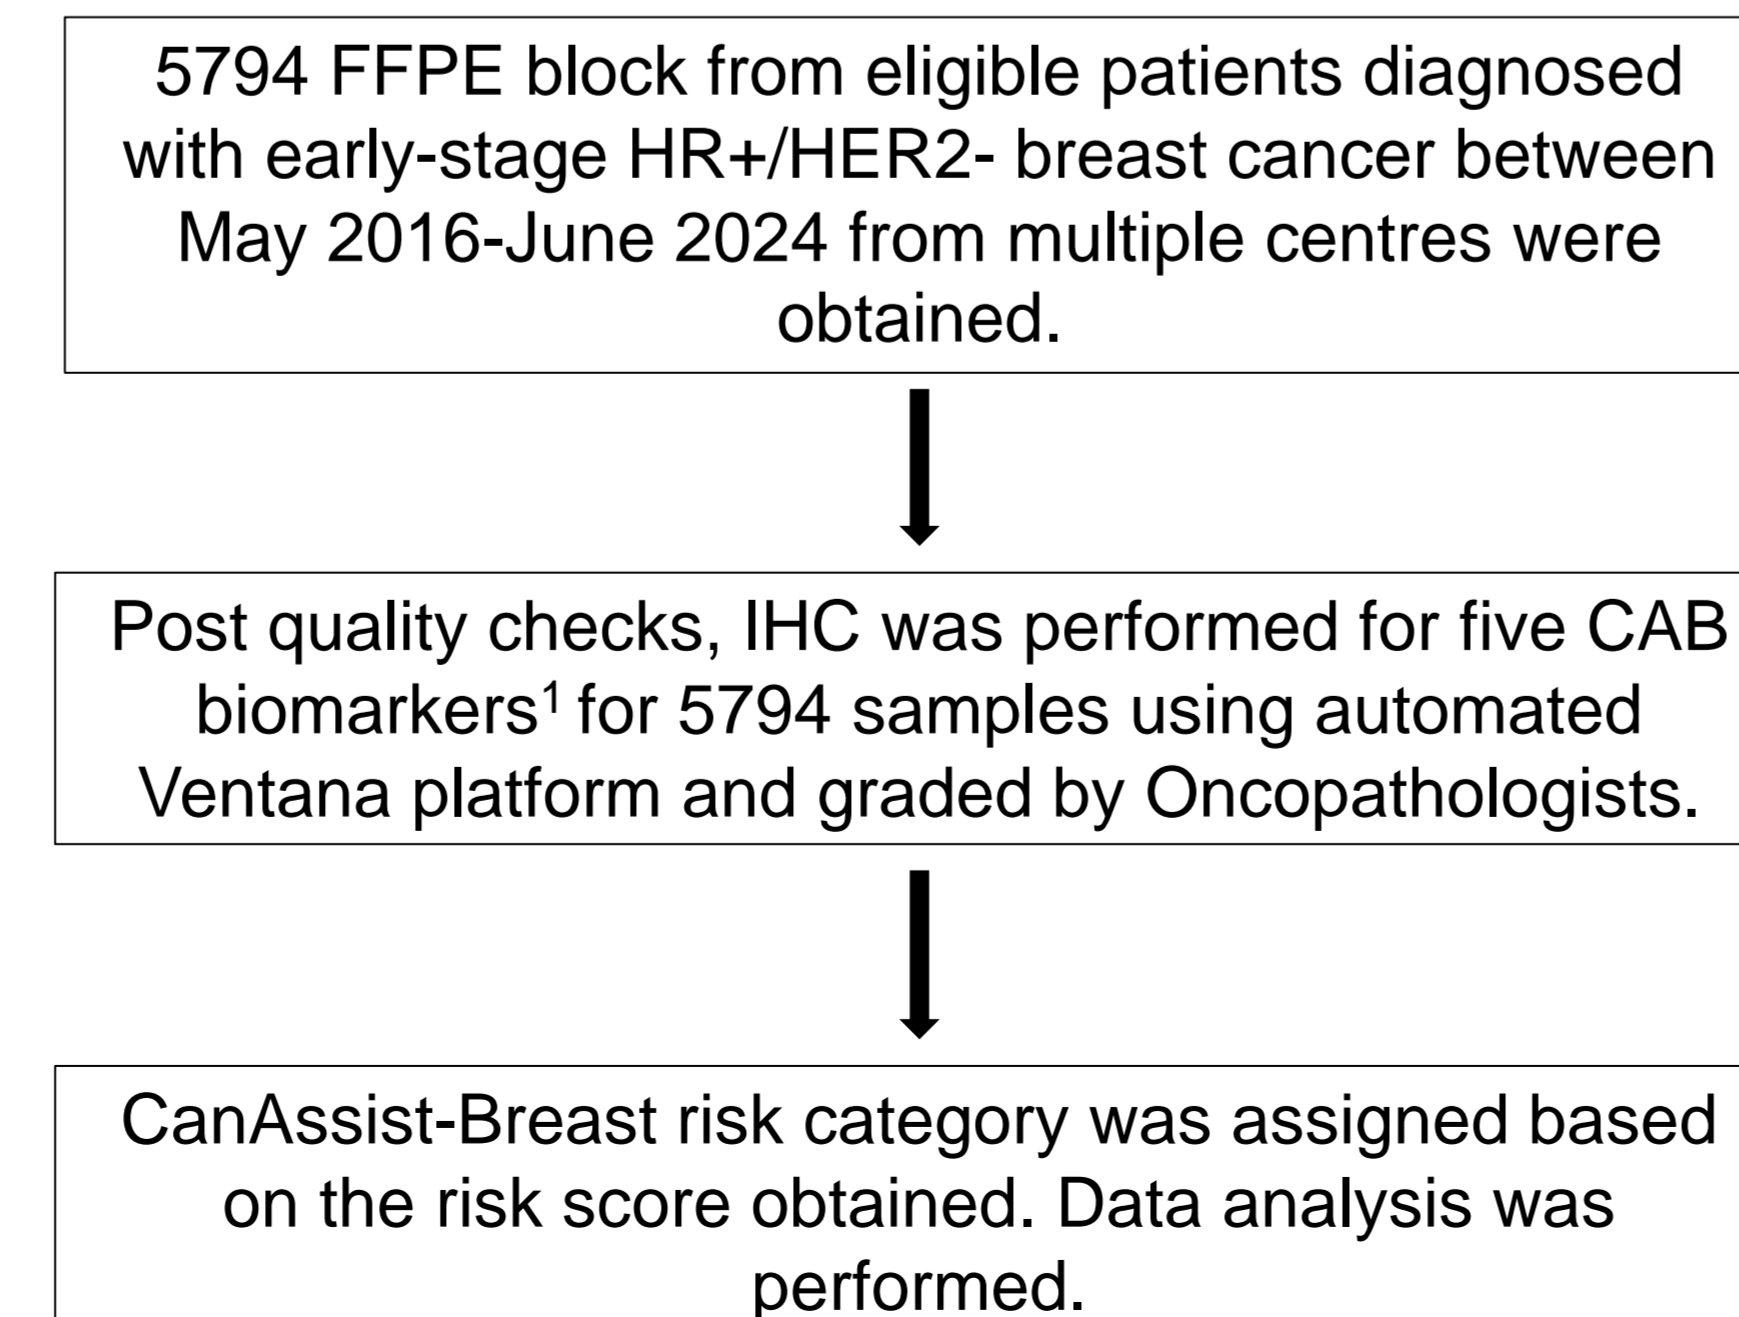 5794 FFPE block from eligible patients diagnosed
with early-stage HR+/HER2- breast cancer between
May 2016-June 2024 from multiple centres were
obtained.
Post quality checks, IHC was performed for five CAB
biomarkers¹ for 5794 samples using automated
Ventana platform and graded by Oncopathologists.
CanAssist-Breast risk category was assigned based
on the risk score obtained. Data analysis was
performed.